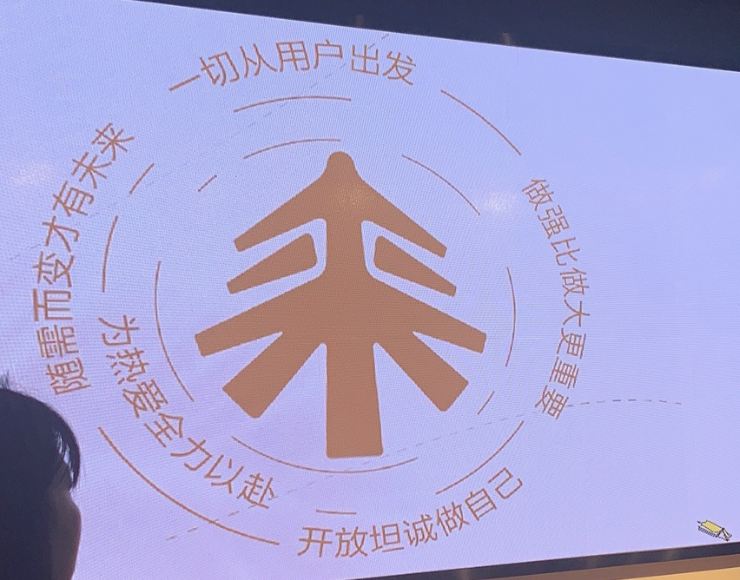 一切从用户出发
做强比做大更重要
开放坦诚做自己
为热爱全力以赴
随需而变才有未来